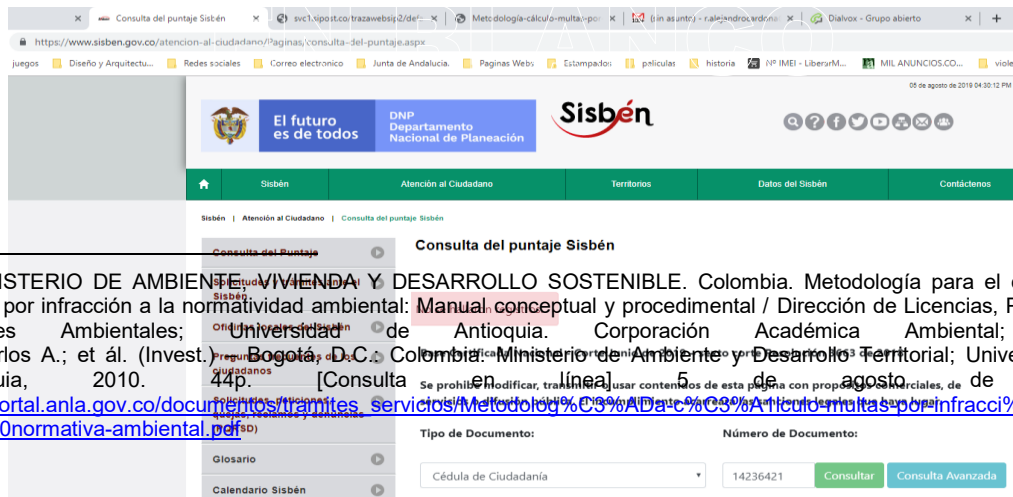 Consulta del puntaje Sisbén
https://www.sisben.gov.co/atencion-al-ciudadano/Paginas/consulta-del-puntaje.aspx
juegos Diseño y Arquitectu... Redes sociales Correo electronico Junta de Andalucia. Paginas Webs Estampados peliculas historia Nº IMEI - LiberarM... MIL ANUNCIOS.CO... viole
05 de agosto de 2019 04:30:12 PM
El futuro
es de todos
DNP
Departamento
Nacional de Planeación
Sisbén
Sisbén Atención al Ciudadano Territorios Datos del Sisbén Contáctenos
Sisbén | Atención al Ciudadano | Consulta del puntaje Sisbén
Consulta del Puntaje
Consulta del puntaje Sisbén
ISTERIO DE AMBIENTE, VIVIENDA Y DESARROLLO SOSTENIBLE. Colombia. Metodología para el
por infracción a la normatividad ambiental: Manual conceptual y procedimental / Dirección de Licencias, P
es Ambientales; Universidad de Antioquia. Corporación Académica Ambiental;
rlos A.; et ál. (Invest.) – Bogotá, D.C.: Colombia. Ministerio de Ambiente y Desarrollo Territorial; Unive
uia, 2010. 44p. [Consulta en línea] 5 de agosto de
Se prohibe modificar, transmitir o usar contenidos de esta página con propositos comerciales, de
portal.anla.gov.co/documentos/tramites_servicios/Metodolog%C3%ADa-c%C3%A1lculo-multas-por-infracci%
0normativa-ambiental.pdf
Tipo de Documento: Número de Documento:
Glosario
Cédula de Ciudadanía 14236421 Consultar Consulta Avanzada
Calendario Sisbén